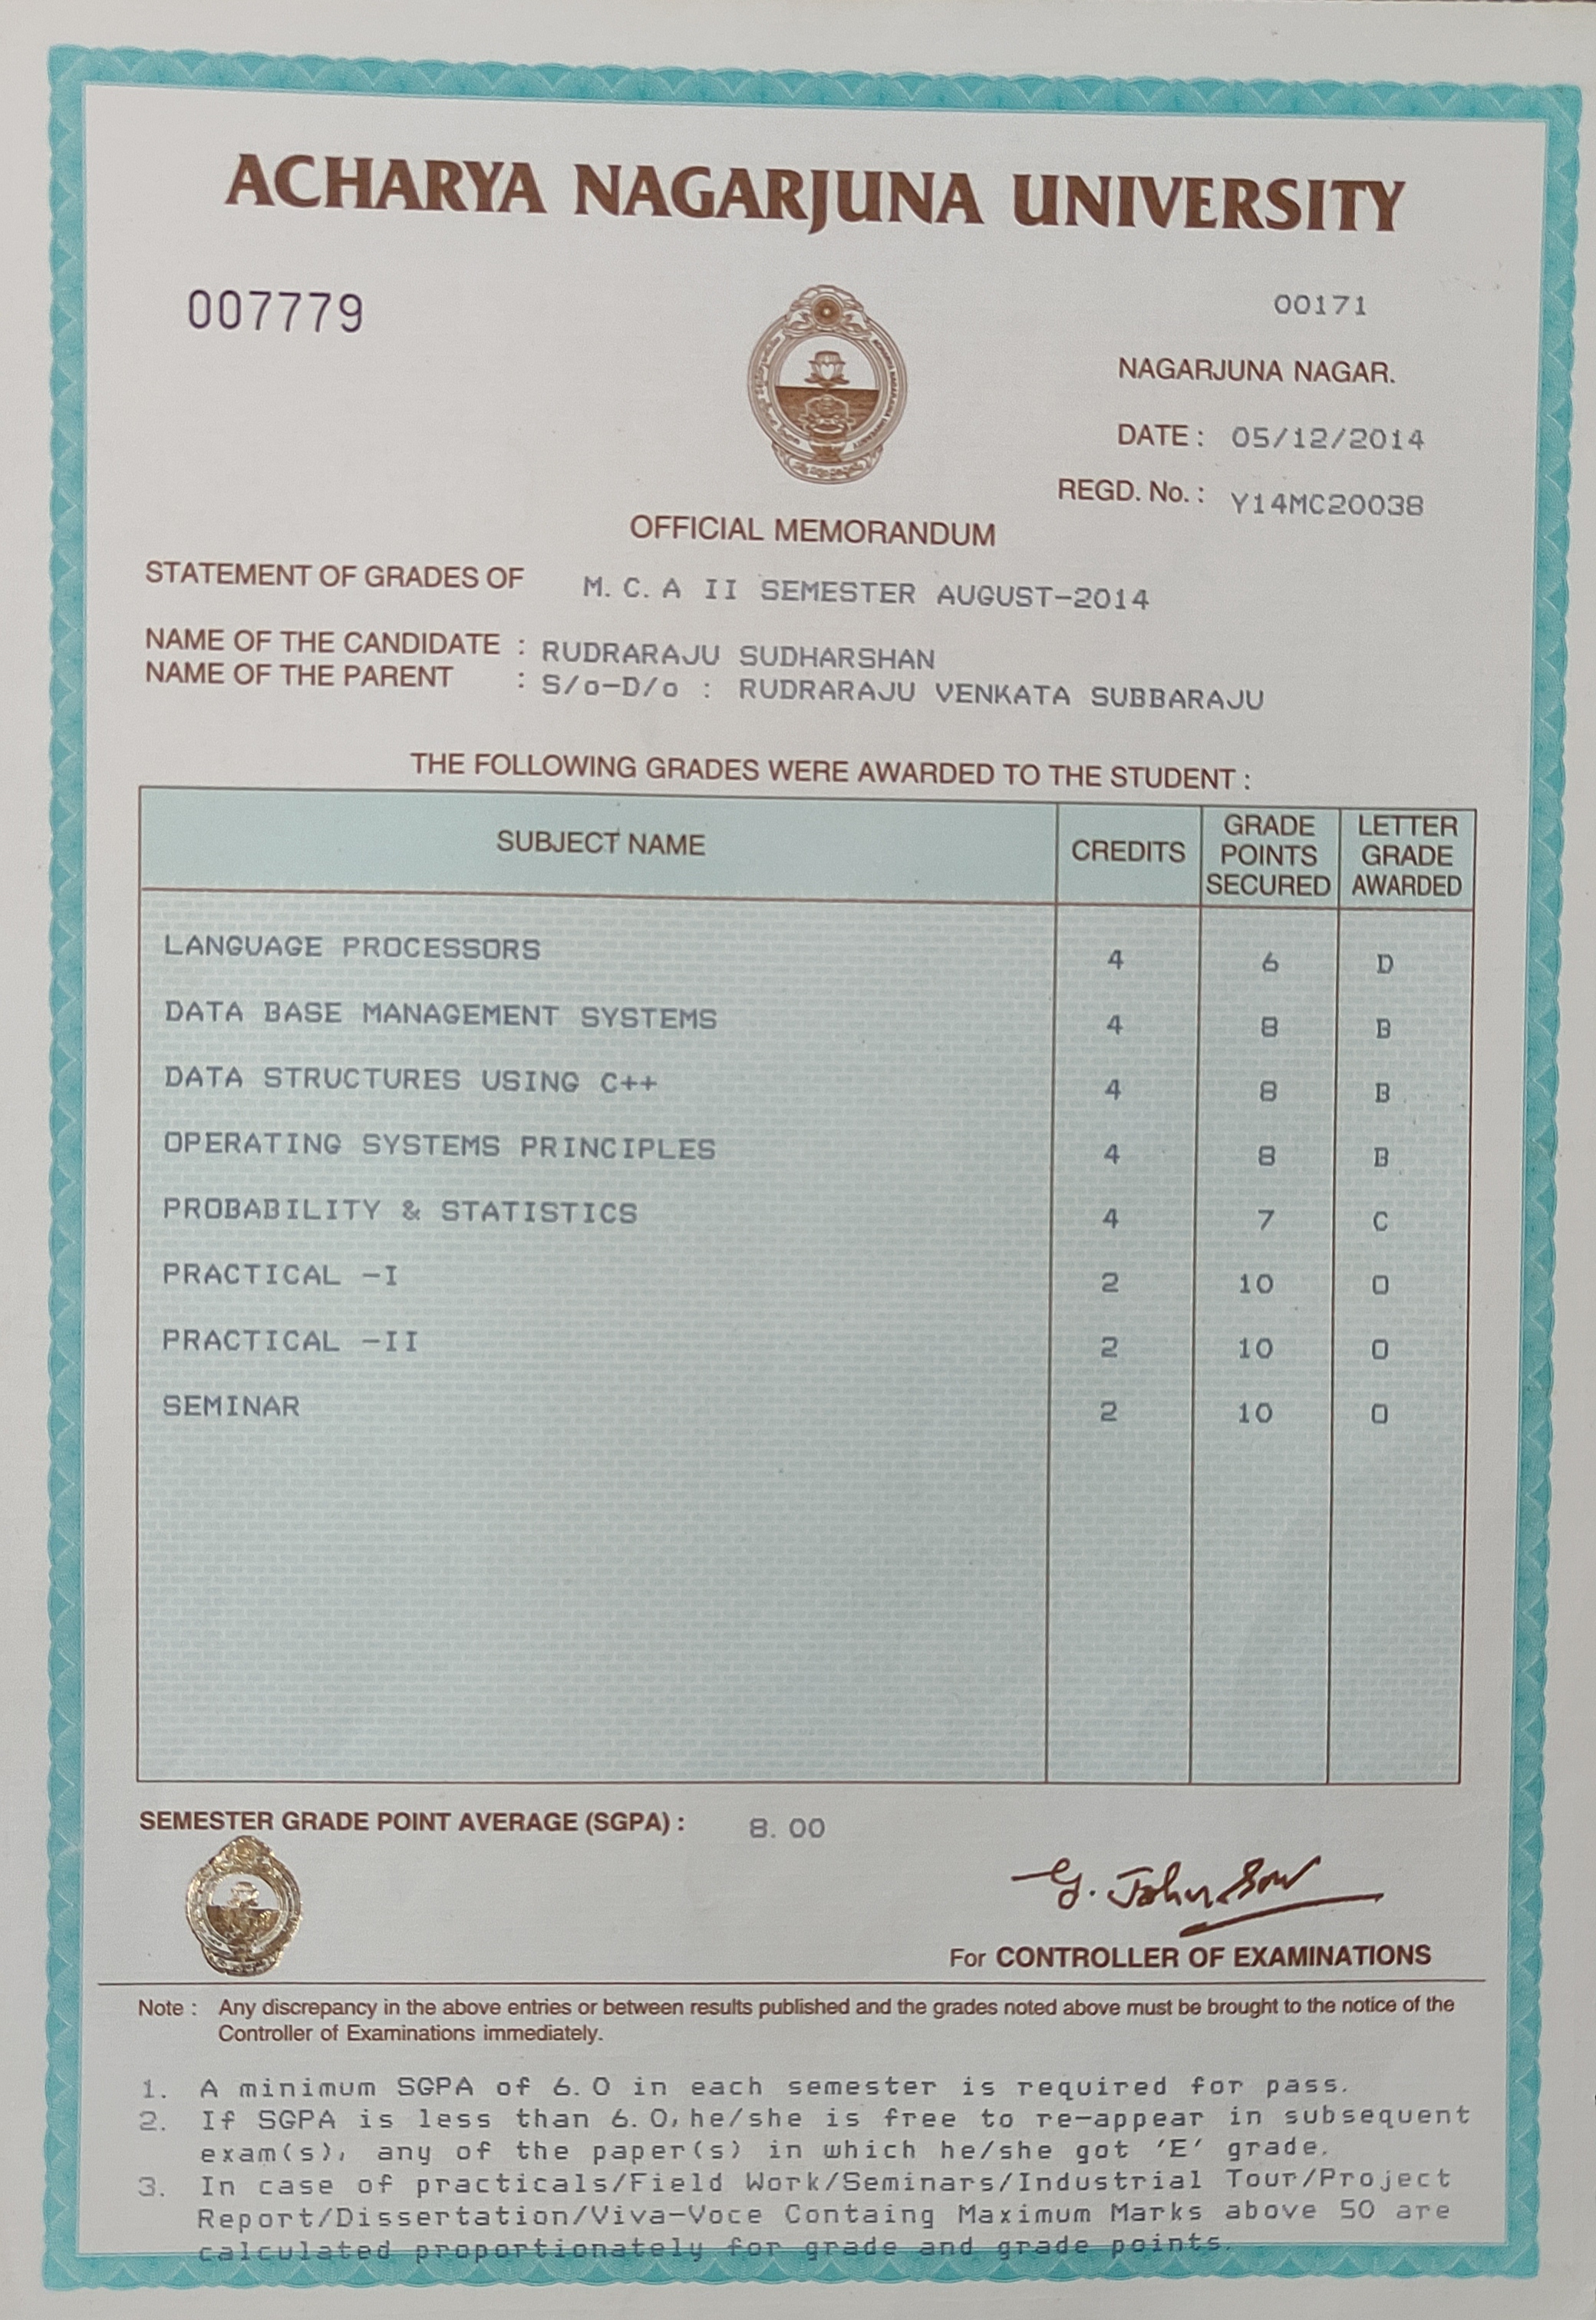 ACHARYA NAGARJUNA UNIVERSITY
007779
00171
NAGARJUNA NAGAR.
DATE : 05/12/2014
REGD. No. : Y14MC20038
OFFICIAL MEMORANDUM
STATEMENT OF GRADES OF M. C. A II SEMESTER AUGUST-2014
NAME OF THE CANDIDATE : RUDRARAJU SUDHARSHAN
NAME OF THE PARENT : S/o-D/o : RUDRARAJU VENKATA SUBBARAJU
THE FOLLOWING GRADES WERE AWARDED TO THE STUDENT :
SUBJECT NAME CREDITS GRADE POINTS SECURED LETTER GRADE AWARDED
LANGUAGE PROCESSORS 4 6 D
DATA BASE MANAGEMENT SYSTEMS 4 8 B
DATA STRUCTURES USING C++ 4 8 B
OPERATING SYSTEMS PRINCIPLES 4 8 B
PROBABILITY & STATISTICS 4 7 C
PRACTICAL -I 2 10 O
PRACTICAL -II 2 10 O
SEMINAR 2 10 O
SEMESTER GRADE POINT AVERAGE (SGPA) : 8. 00
G. Johnson
For CONTROLLER OF EXAMINATIONS
Note : Any discrepancy in the above entries or between results published and the grades noted above must be brought to the notice of the
Controller of Examinations immediately.
1. A minimum SGPA of 6. 0 in each semester is required for pass.
2. If SGPA is less than 6. 0, he/she is free to re-appear in subsequent
exam(s), any of the paper(s) in which he/she got 'E' grade.
3. In case of practicals/Field Work/Seminars/Industrial Tour/Project
Report/Dissertation/Viva-Voce Containg Maximum Marks above 50 are
calculated proportionately for grade and grade points.